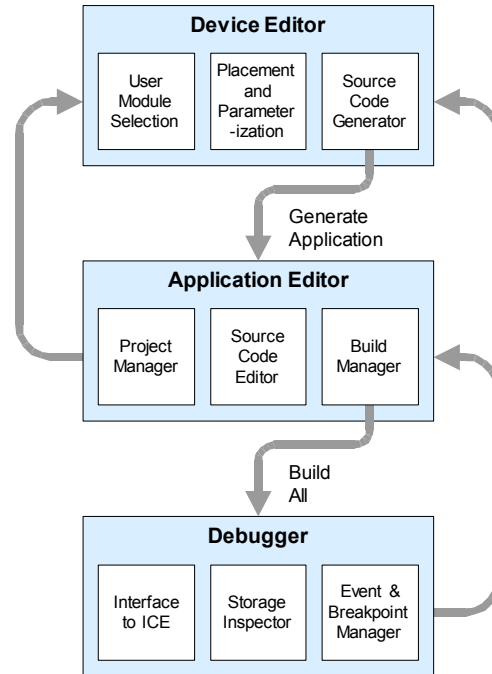 Device Editor
User
Module
Selection
Placement
and
Parameter
-ization
Source
Code
Generator
Generate
Application
Application Editor
Project
Manager
Source
Code
Editor
Build
Manager
Build
All
Debugger
Interface
to ICE
Storage
Inspector
Event &
Breakpoint
Manager